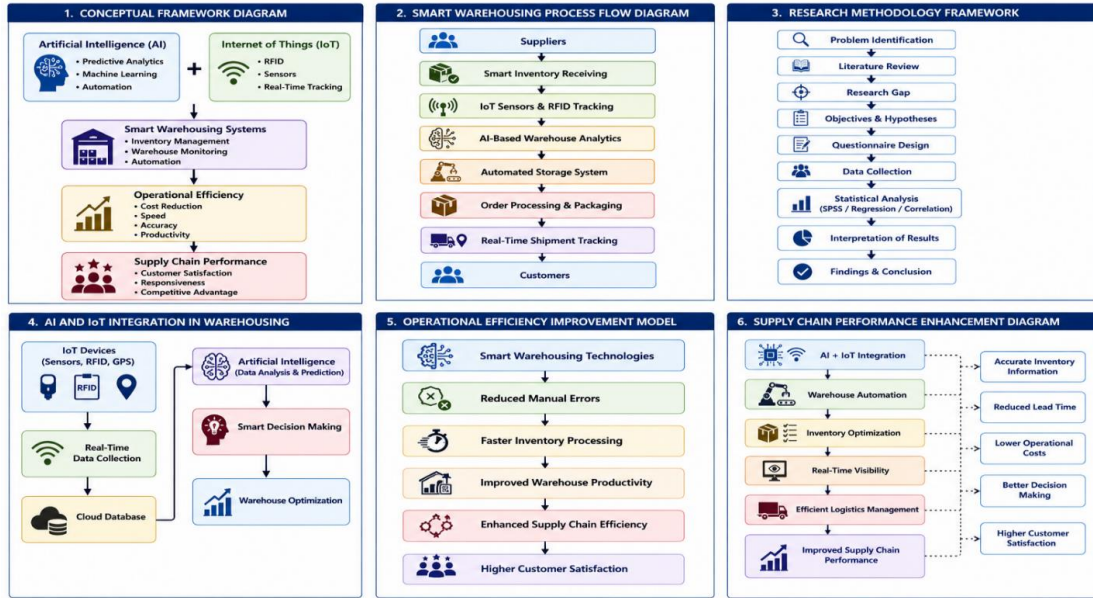 1. CONCEPTUAL FRAMEWORK DIAGRAM
Artificial Intelligence (AI)
• Predictive Analytics
• Machine Learning
• Automation
+
Internet of Things (IoT)
• RFID
• Sensors
• Real-Time Tracking
Smart Warehousing Systems
• Inventory Management
• Warehouse Monitoring
• Automation
Operational Efficiency
• Cost Reduction
• Speed
• Accuracy
• Productivity
Supply Chain Performance
• Customer Satisfaction
• Responsiveness
• Competitive Advantage
2. SMART WAREHOUSING PROCESS FLOW DIAGRAM
Suppliers
Smart Inventory Receiving
IoT Sensors & RFID Tracking
AI-Based Warehouse Analytics
Automated Storage System
Order Processing & Packaging
Real-Time Shipment Tracking
Customers
3. RESEARCH METHODOLOGY FRAMEWORK
Problem Identification
Literature Review
Research Gap
Objectives & Hypotheses
Questionnaire Design
Data Collection
Statistical Analysis
(SPSS / Regression / Correlation)
Interpretation of Results
Findings & Conclusion
4. AI AND IoT INTEGRATION IN WAREHOUSING
IoT Devices
(Sensors, RFID, GPS)
RFID
Real-Time
Data Collection
Cloud Database
Artificial Intelligence
(Data Analysis & Prediction)
Smart Decision Making
Warehouse Optimization
5. OPERATIONAL EFFICIENCY IMPROVEMENT MODEL
Smart Warehousing Technologies
Reduced Manual Errors
Faster Inventory Processing
Improved Warehouse Productivity
Enhanced Supply Chain Efficiency
Higher Customer Satisfaction
6. SUPPLY CHAIN PERFORMANCE ENHANCEMENT DIAGRAM
AI + IoT Integration
Warehouse Automation
Inventory Optimization
Real-Time Visibility
Efficient Logistics Management
Improved Supply Chain
Performance
Accurate Inventory
Information
Reduced Lead Time
Lower Operational
Costs
Better Decision
Making
Higher Customer
Satisfaction